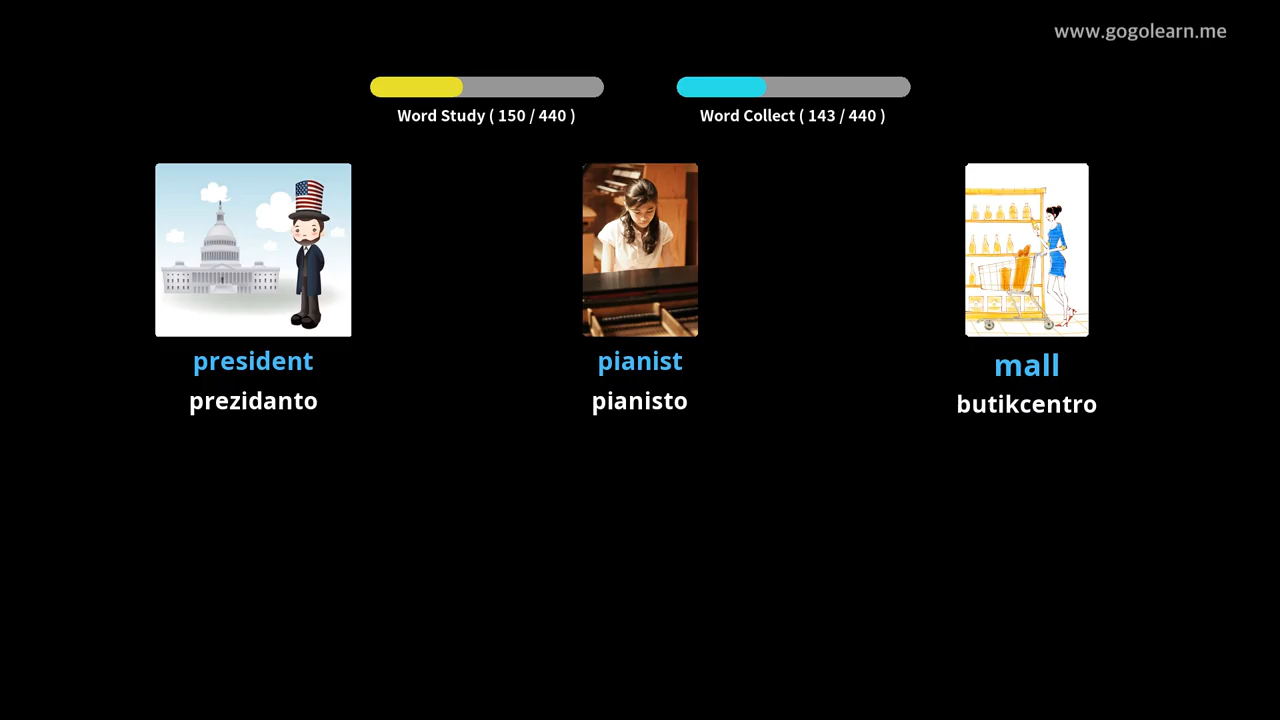 www.gogolearn.me
Word Study ( 150 / 440 )
Word Collect ( 143 / 440 )
president
prezidanto
pianist
pianisto
mall
butikcentro